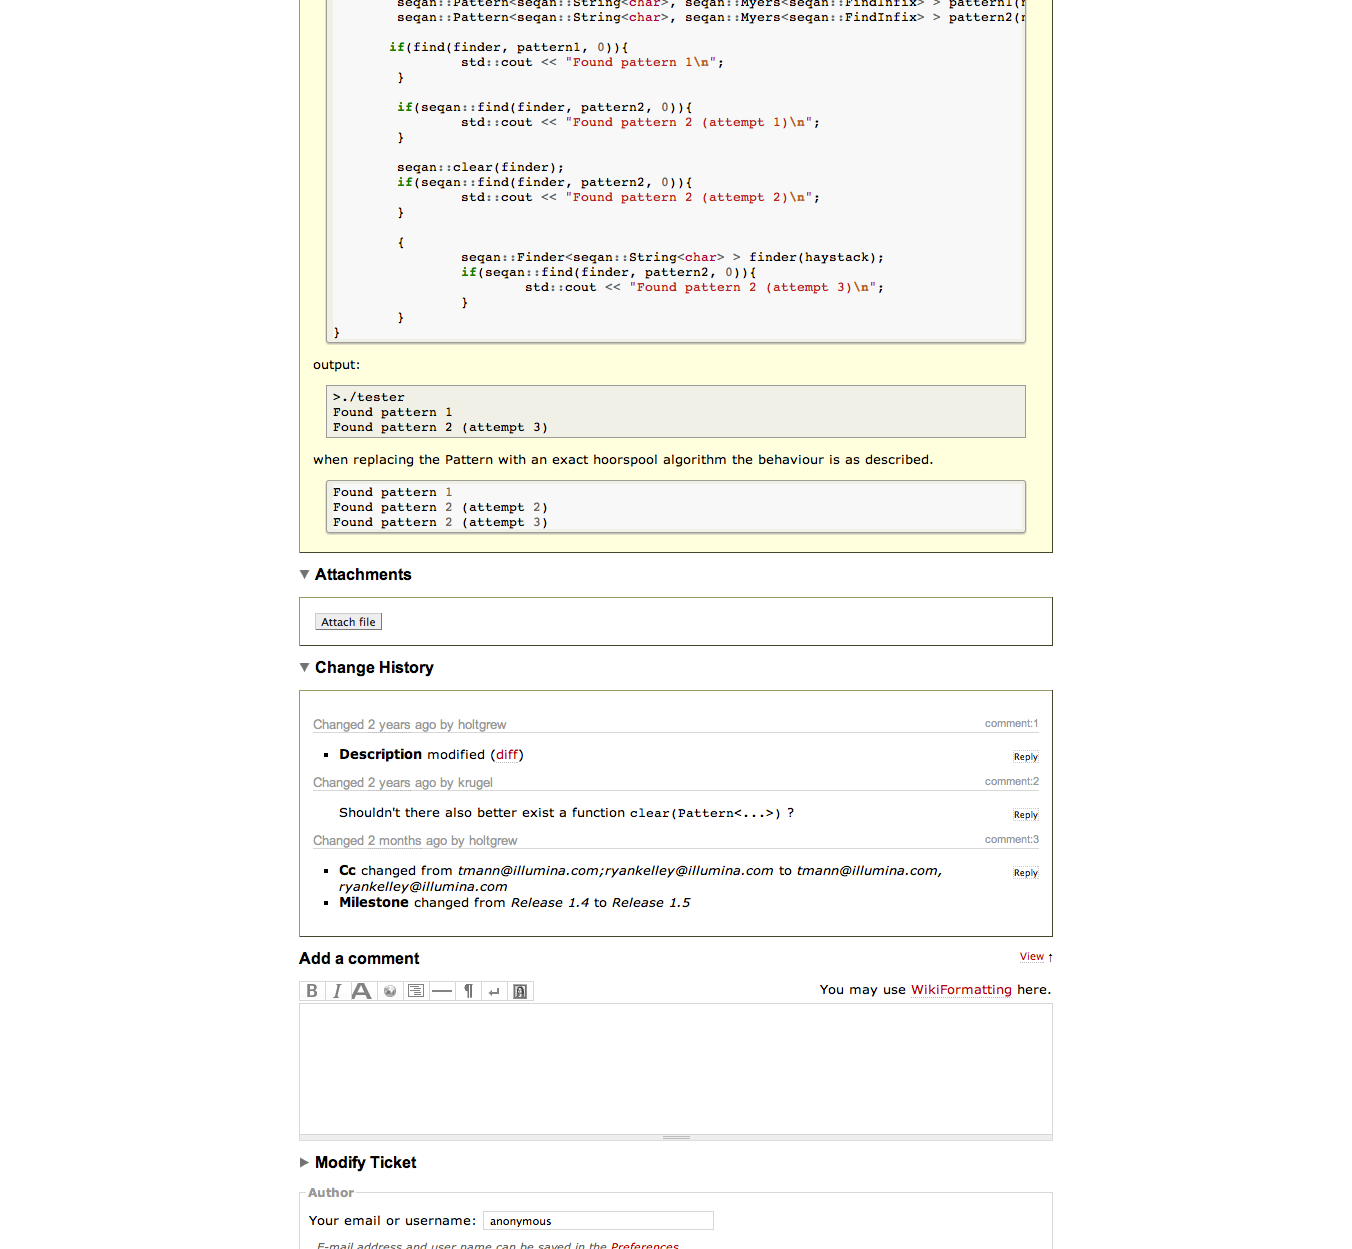 seqan::Pattern<seqan::String<char>, seqan::Myers<seqan::FindInfix> > pattern1(
seqan::Pattern<seqan::String<char>, seqan::Myers<seqan::FindInfix> > pattern2(
if(find(finder, pattern1, 0)){
std::cout << "Found pattern 1\n";
}
if(seqan::find(finder, pattern2, 0)){
std::cout << "Found pattern 2 (attempt 1)\n";
}
seqan::clear(finder);
if(seqan::find(finder, pattern2, 0)){
std::cout << "Found pattern 2 (attempt 2)\n";
}
{
seqan::Finder<seqan::String<char> > finder(haystack);
if(seqan::find(finder, pattern2, 0)){
std::cout << "Found pattern 2 (attempt 3)\n";
}
}
}
output:
>./tester
Found pattern 1
Found pattern 2 (attempt 3)
when replacing the Pattern with an exact hoorspool algorithm the behaviour is as described.
Found pattern 1
Found pattern 2 (attempt 2)
Found pattern 2 (attempt 3)
▼ Attachments
Attach file
▼ Change History
Changed 2 years ago by holtgrew comment:1
▪ Description modified (diff) Reply
Changed 2 years ago by krugel comment:2
Shouldn't there also better exist a function clear(Pattern<...>) ? Reply
Changed 2 months ago by holtgrew comment:3
▪ Cc changed from tmann@illumina.com;ryankelley@illumina.com to tmann@illumina.com, Reply
ryankelley@illumina.com
▪ Milestone changed from Release 1.4 to Release 1.5
Add a comment View ↑
B I A ¶ ↵ You may use WikiFormatting here.
▶ Modify Ticket
Author
Your email or username: anonymous
E-mail address and user name can be saved in the Preferences.